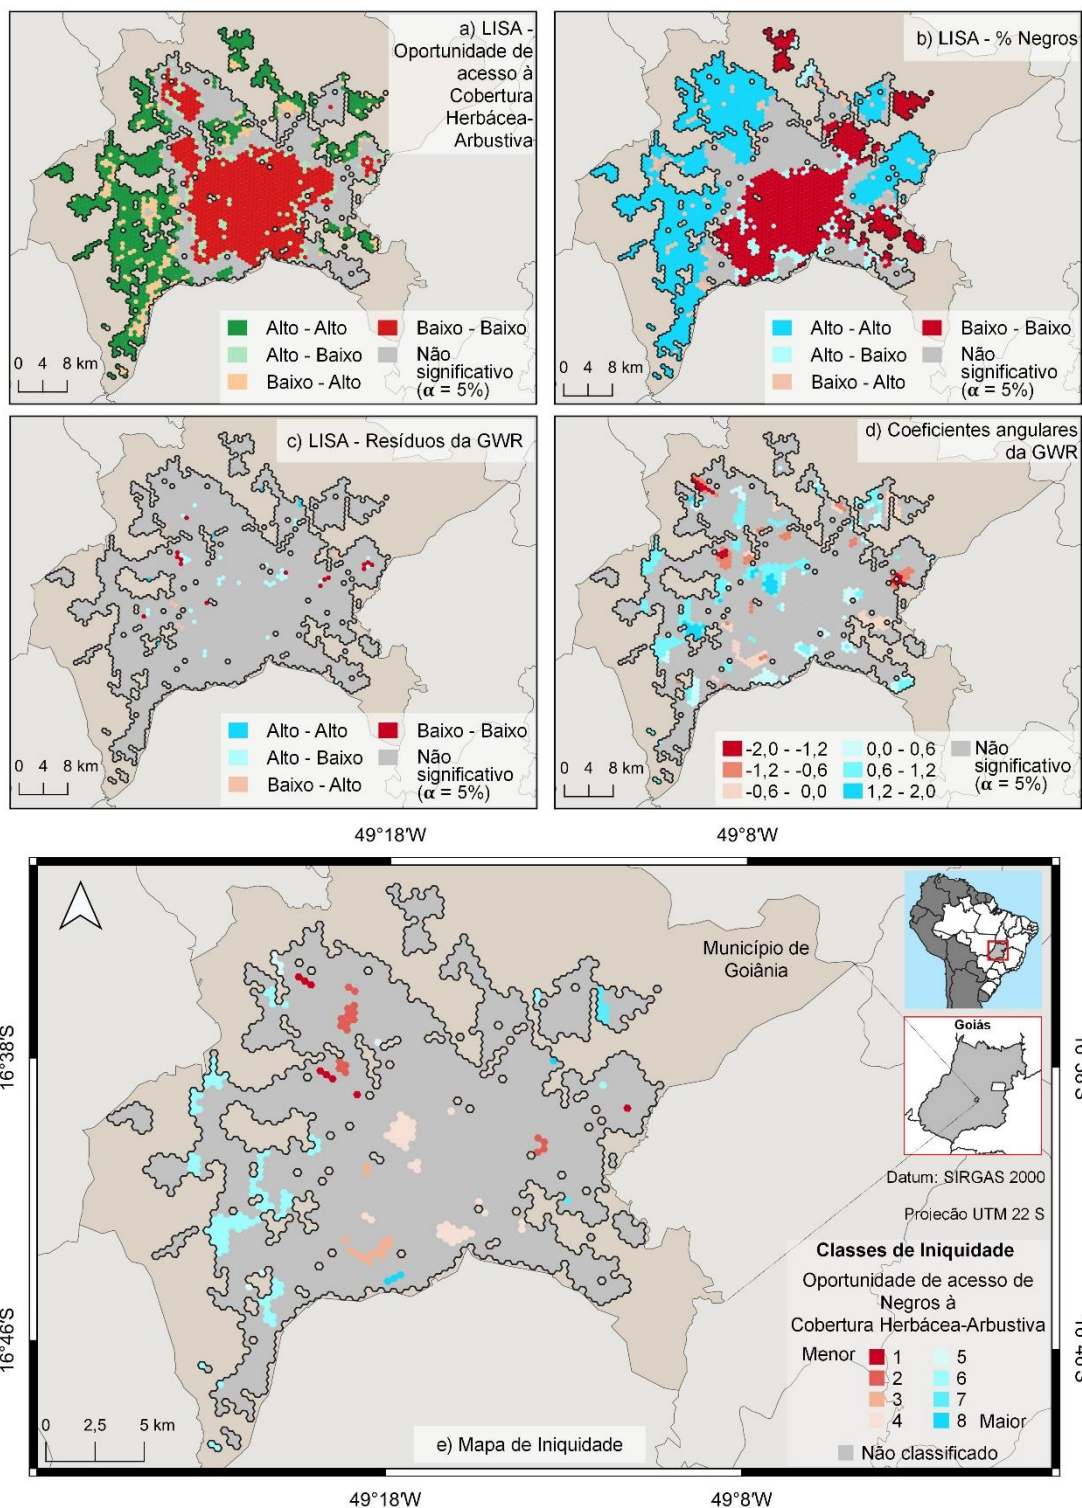 a) LISA -
Oportunidade de
acesso à
Cobertura
Herbácea-
Arbustiva
0 4 8 km
Alto - Alto
Alto - Baixo
Baixo - Alto
Baixo - Baixo
Não
significativo
(α = 5%)
b) LISA - % Negros
0 4 8 km
Alto - Alto
Alto - Baixo
Baixo - Alto
Baixo - Baixo
Não
significativo
(α = 5%)
c) LISA - Resíduos da GWR
0 4 8 km
Alto - Alto
Alto - Baixo
Baixo - Alto
Baixo - Baixo
Não
significativo
(α = 5%)
d) Coeficientes angulares
da GWR
0 4 8 km
-2,0 - -1,2
-1,2 - -0,6
-0,6 - 0,0
0,0 - 0,6
0,6 - 1,2
1,2 - 2,0
Não
significativo
(α = 5%)
49°18'W
49°8'W
16°38'S
16°46'S
16°38'S
16°46'S
Município de
Goiânia
Goiás
Datum: SIRGAS 2000
Projecão UTM 22 S
Classes de Iniquidade
Oportunidade de acesso de
Negros à
Cobertura Herbácea-Arbustiva
Menor 1 5
2 6
3 7
4 8 Maior
Não classificado
0 2,5 5 km
e) Mapa de Iniquidade
49°18'W
49°8'W